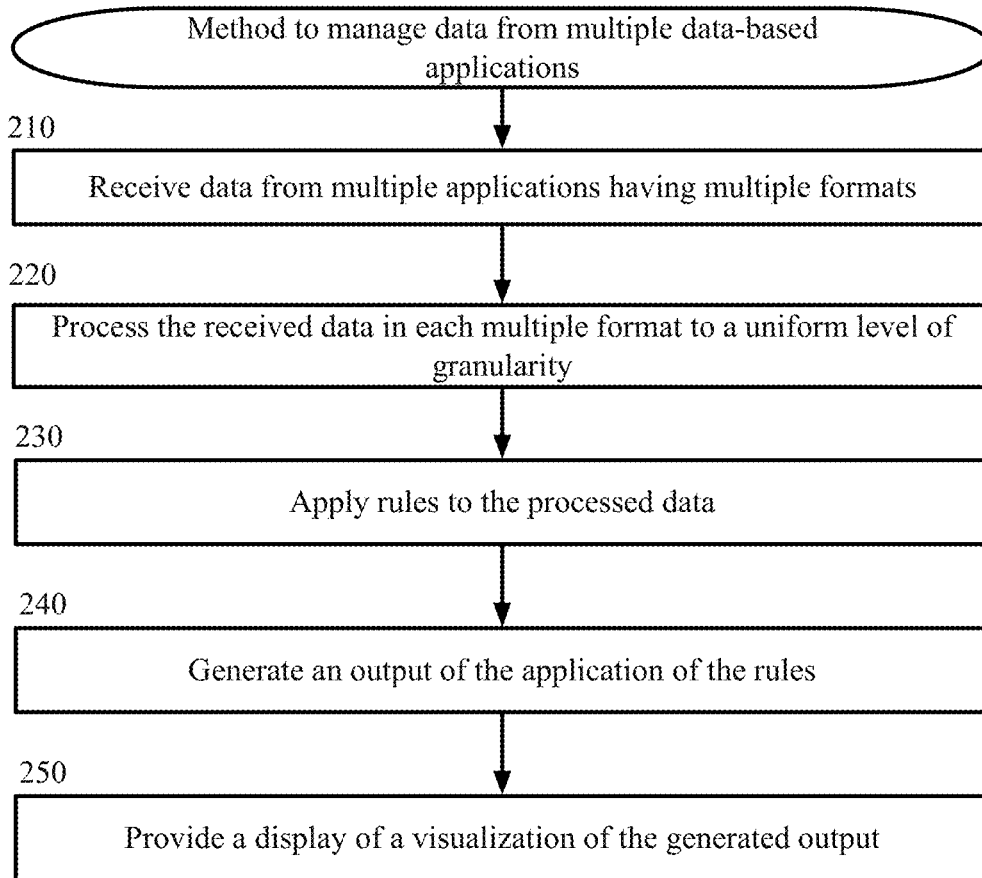 Method to manage data from multiple data-based
applications
210
Receive data from multiple applications having multiple formats
220
Process the received data in each multiple format to a uniform level of
granularity
230
Apply rules to the processed data
240
Generate an output of the application of the rules
250
Provide a display of a visualization of the generated output